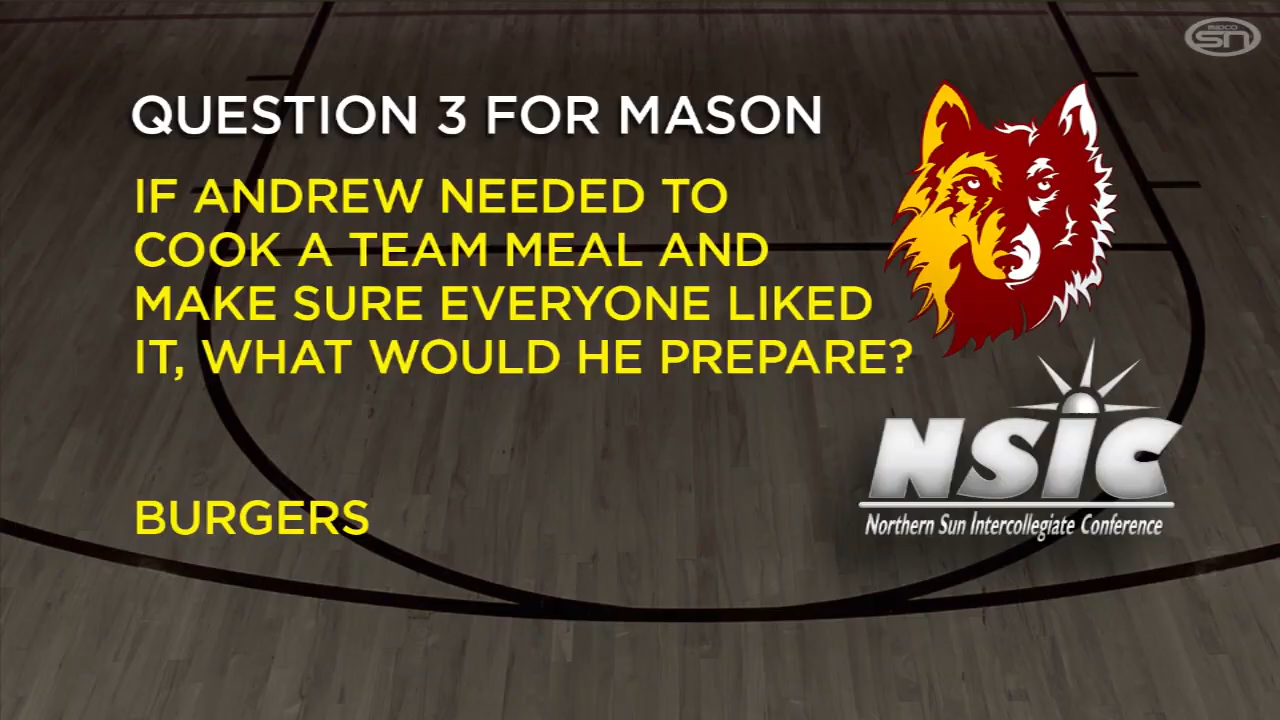 MIDCO
SN
QUESTION 3 FOR MASON
IF ANDREW NEEDED TO
COOK A TEAM MEAL AND
MAKE SURE EVERYONE LIKED
IT, WHAT WOULD HE PREPARE?
BURGERS
NSIC
Northern Sun Intercollegiate Conference